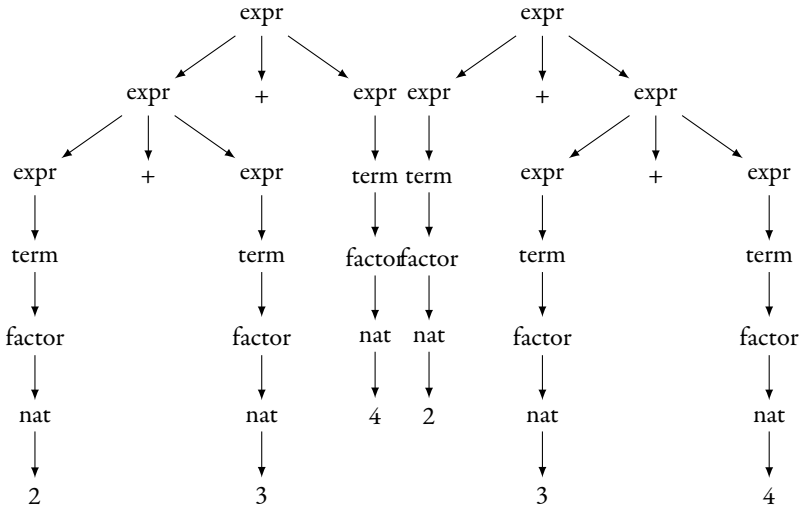 expr expr
expr + expr expr + expr
expr + expr term term expr + expr
term term factor factor term term
factor factor nat nat factor factor
nat nat 4 2 nat nat
2 3 3 4